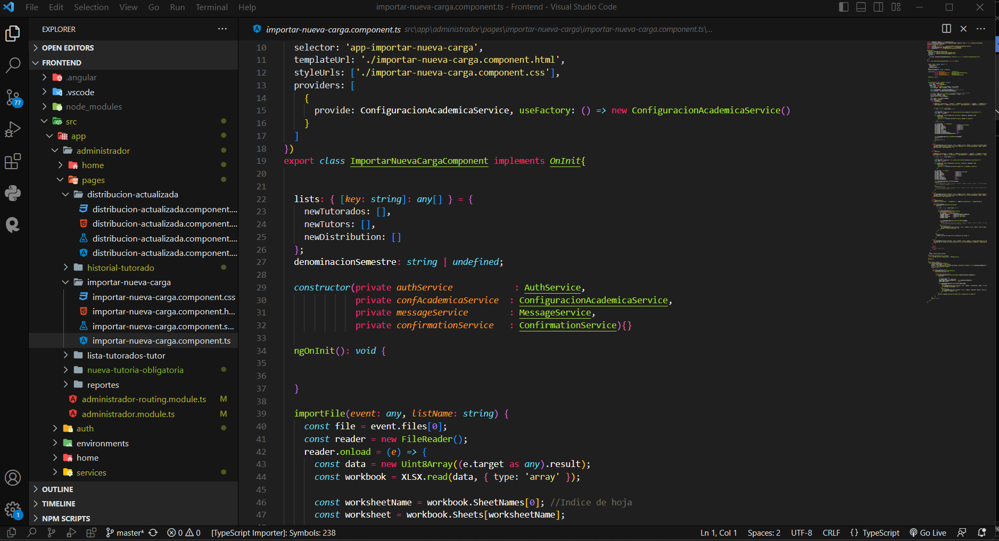 File Edit Selection View Go Run Terminal Help
importar-nueva-carga.component.ts - Frontend - Visual Studio Code
EXPLORER
OPEN EDITORS
FRONTEND
.angular
.vscode
node_modules
src
app
administrador
home
pages
distribucion-actualizada
distribucion-actualizada.component....
distribucion-actualizada.component....
distribucion-actualizada.component....
distribucion-actualizada.component....
historial-tutorado
importar-nueva-carga
importar-nueva-carga.component.css
importar-nueva-carga.component.h...
importar-nueva-carga.component.s...
importar-nueva-carga.component.ts
lista-tutorados-tutor
nueva-tutoria-obligatoria
reportes
administrador-routing.module.ts M
administrador.module.ts M
auth
environments
home
services
OUTLINE
TIMELINE
NPM SCRIPTS
77
1
importar-nueva-carga.component.ts src\app\administrador\pages\importar-nueva-carga\importar-nueva-carga.component.ts\...
10 selector: 'app-importar-nueva-carga',
11 templateUrl: './importar-nueva-carga.component.html',
12 styleUrls: ['./importar-nueva-carga.component.css'],
13 providers: [
14 {
15 provide: ConfiguracionAcademicaService, useFactory: () => new ConfiguracionAcademicaService()
16 }
17 ]
18 })
19 export class ImportarNuevaCargaComponent implements OnInit{
20
21
22 lists: { [key: string]: any[] } = {
23 newTutorados: [],
24 newTutors: [],
25 newDistribution: []
26 };
27 denominacionSemestre: string | undefined;
28
29 constructor(private authService : AuthService,
30 private confAcademicaService : ConfiguracionAcademicaService,
31 private messageService : MessageService,
32 private confirmationService : ConfirmationService){}
33
34 ngOnInit(): void {
35
36
37 }
38
39 importFile(event: any, listName: string) {
40 const file = event.files[0];
41 const reader = new FileReader();
42 reader.onload = (e) => {
43 const data = new Uint8Array((e.target as any).result);
44 const workbook = XLSX.read(data, { type: 'array' });
45
46 const worksheetName = workbook.SheetNames[0]; //Indice de hoja
47 const worksheet = workbook.Sheets[worksheetName];
master* 0 0 [TypeScript Importer]: Symbols: 238 Ln 1, Col 1 Spaces: 2 UTF-8 CRLF {} TypeScript Go Live